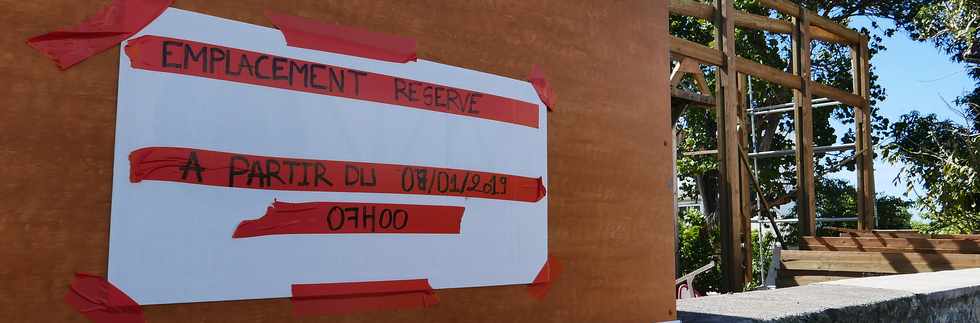 EMPLACEMENT RESERVE
A PARTIR DU 08/01/2019
07H00